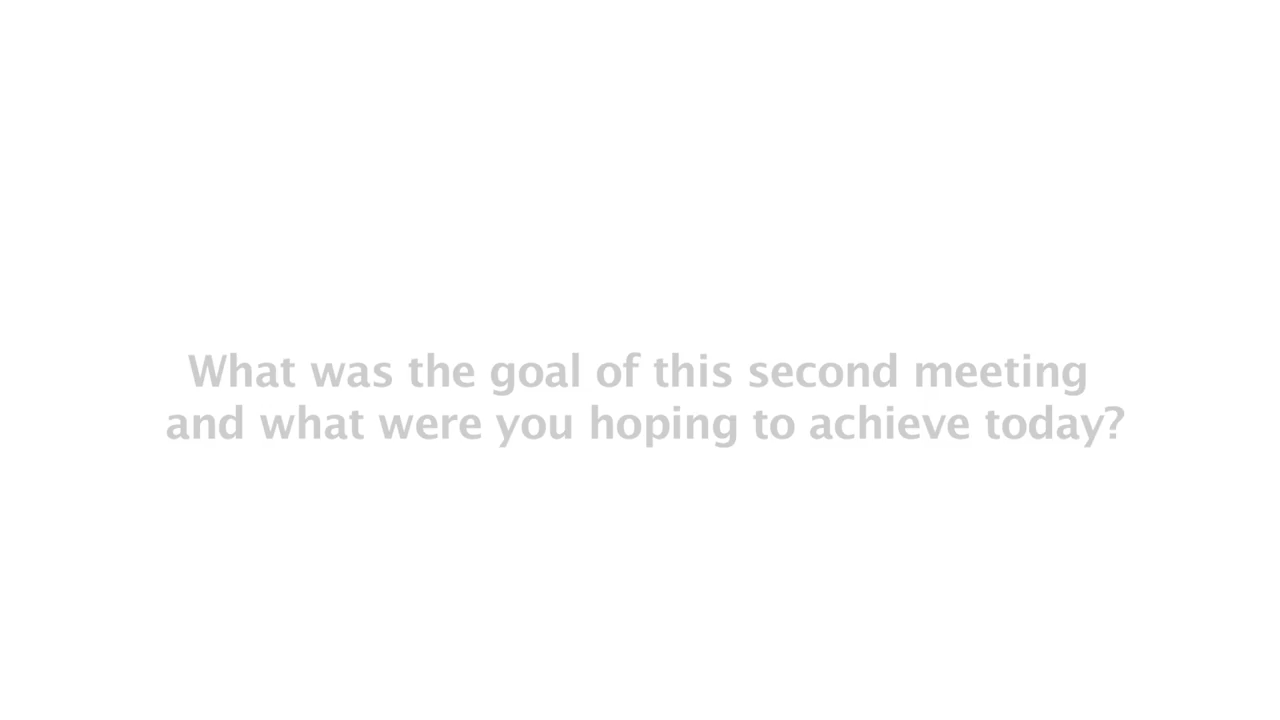 What was the goal of this second meeting
and what were you hoping to achieve today?